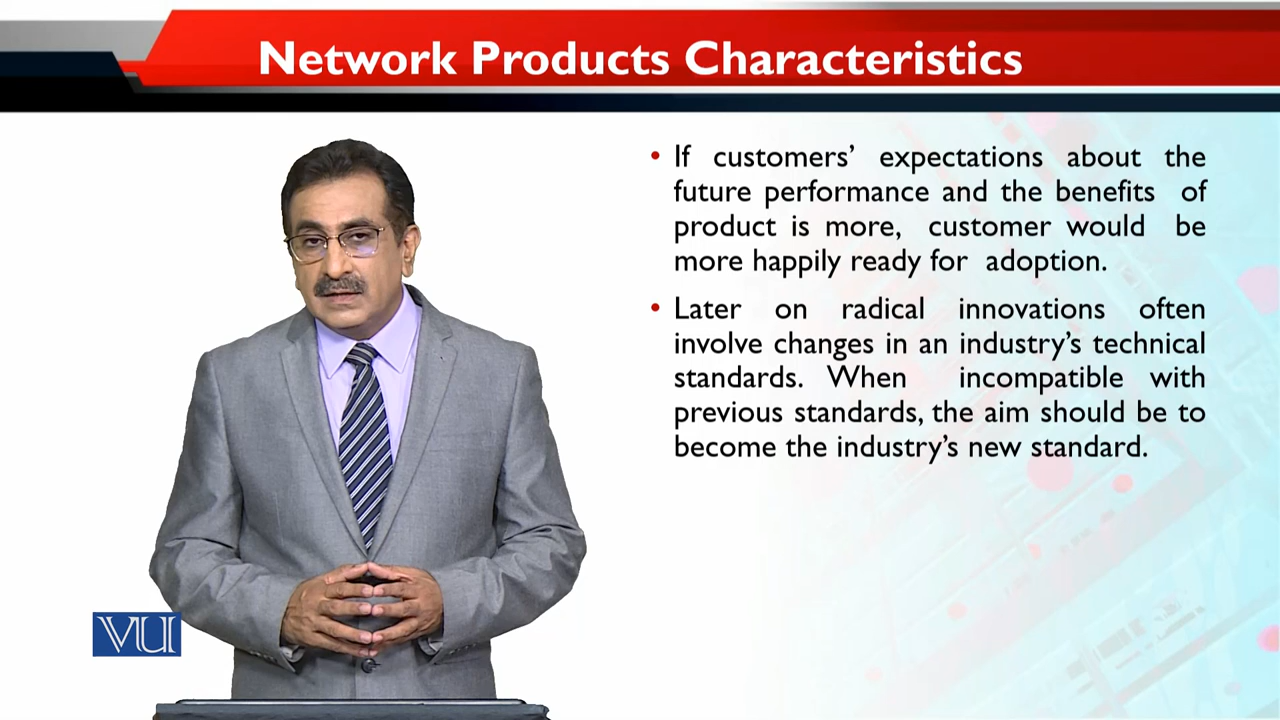 Network Products Characteristics
• If customers’ expectations about the
future performance and the benefits of
product is more, customer would be
more happily ready for adoption.
• Later on radical innovations often
involve changes in an industry’s technical
standards. When incompatible with
previous standards, the aim should be to
become the industry’s new standard.
VU